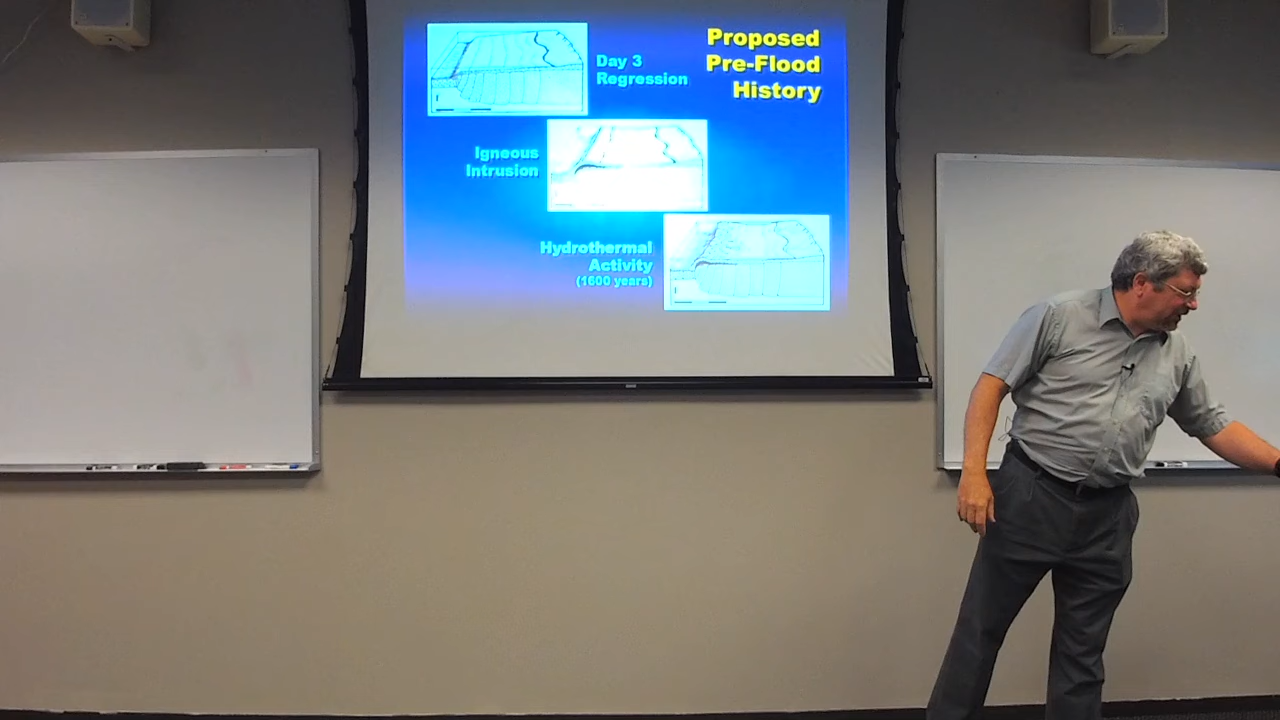 Proposed
Pre-Flood
History
Day 3
Regression
Igneous
Intrusion
Hydrothermal
Activity
(1600 years)